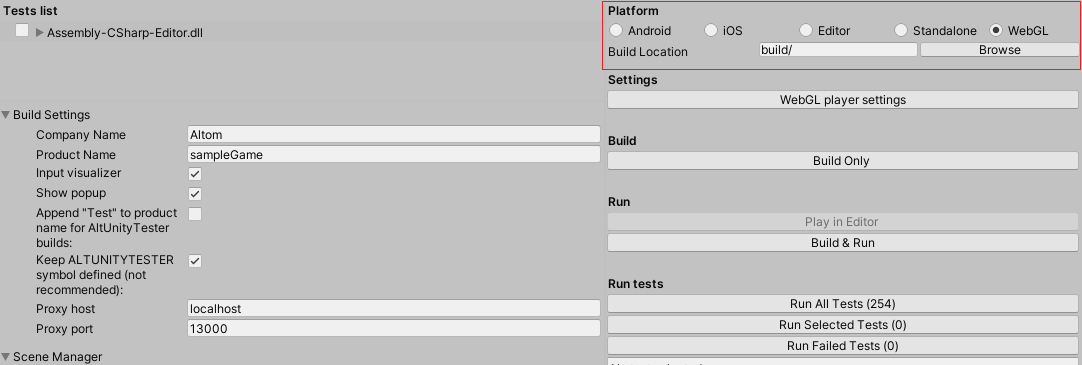 Tests list
Assembly-CSharp-Editor.dll
Build Settings
Company Name Altom
Product Name sampleGame
Input visualizer
Show popup
Append "Test" to product
name for AltUnityTester
builds:
Keep ALTUNITYTESTER
symbol defined (not
recommended):
Proxy host localhost
Proxy port 13000
Scene Manager
Platform
Android iOS Editor Standalone WebGL
Build Location build/ Browse
Settings
WebGL player settings
Build
Build Only
Run
Play in Editor
Build & Run
Run tests
Run All Tests (254)
Run Selected Tests (0)
Run Failed Tests (0)